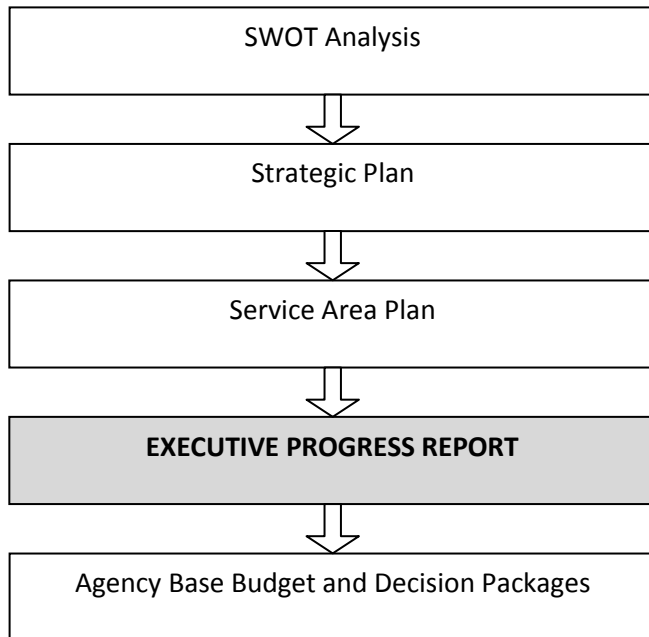 SWOT Analysis
Strategic Plan
Service Area Plan
EXECUTIVE PROGRESS REPORT
Agency Base Budget and Decision Packages